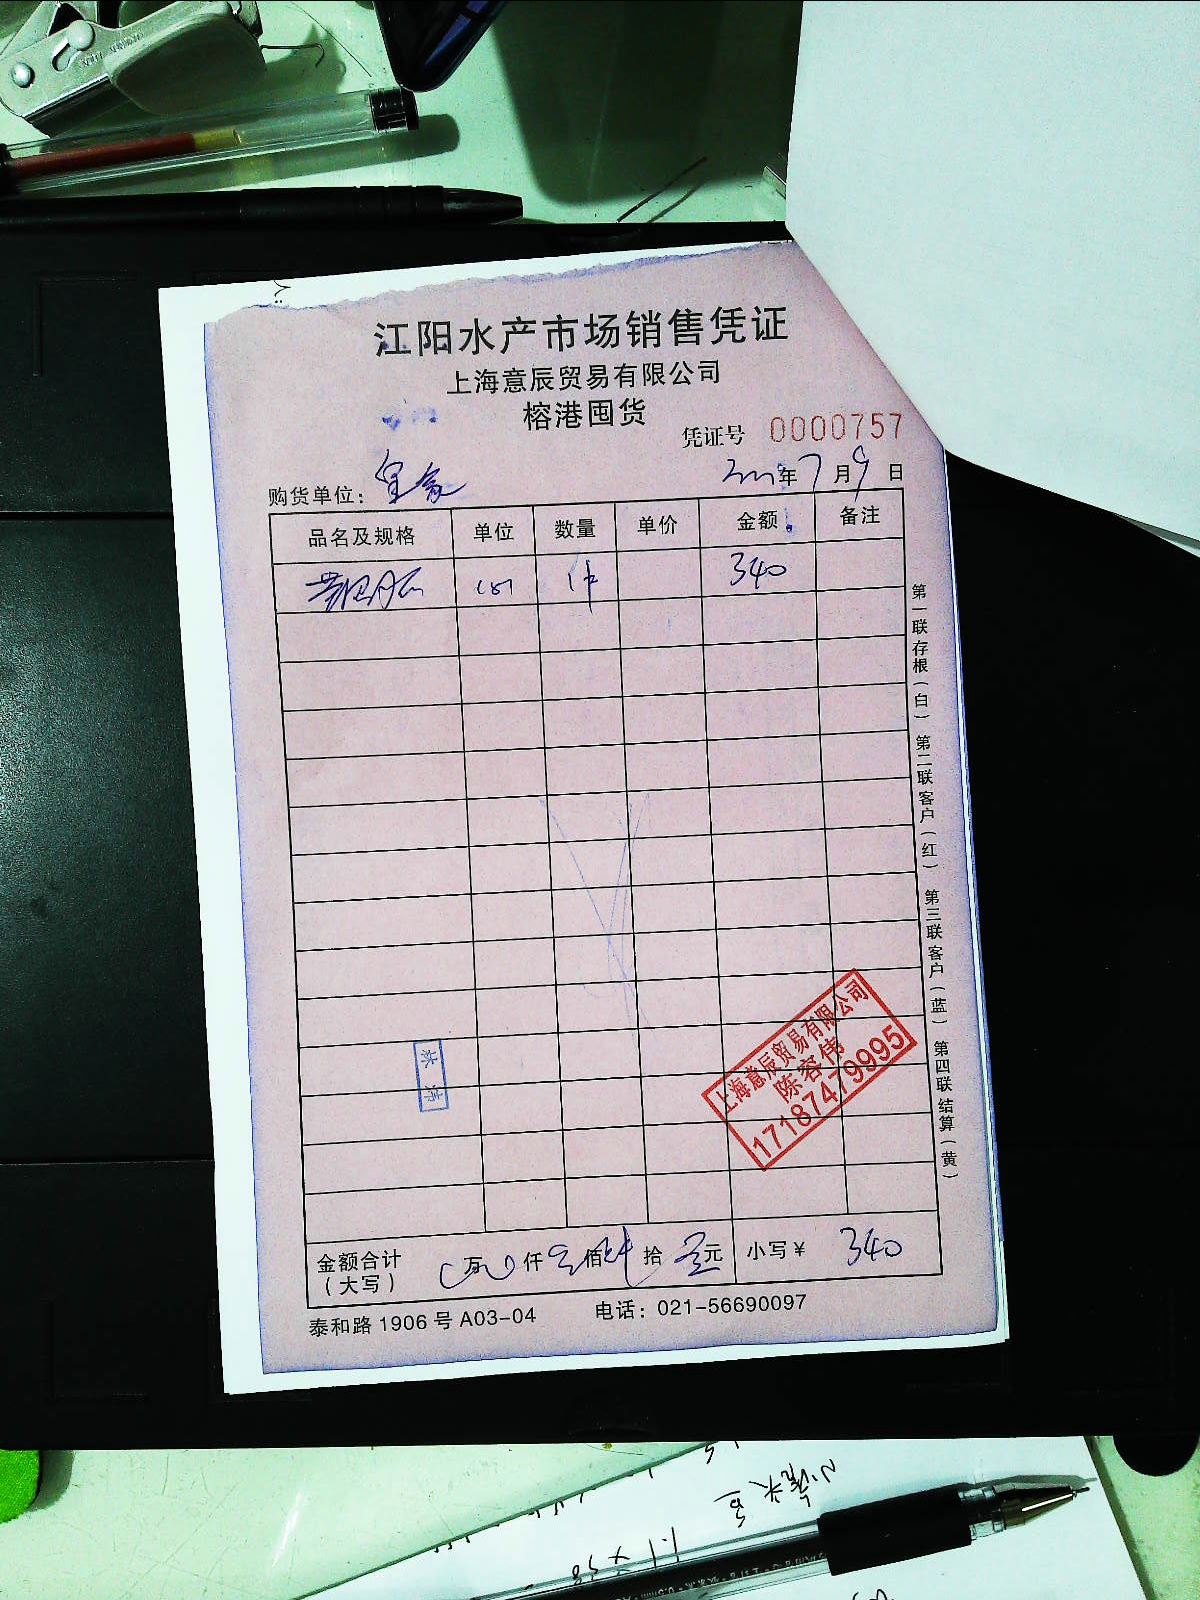 江阳水产市场销售凭证
上海意辰贸易有限公司
榕港囤货
凭证号 0000757
购货单位：
年7月9日
品名及规格 单位 数量 单价 金额 备注
1件 340
第一联存根（白） 第二联客户（红） 第三联客户（蓝） 第四联结算（黄）
上海意辰贸易有限公司
陈容伟
17187479995
金额合计 万 仟 佰 拾 元 小写¥ 340
（大写）
泰和路1906号A03-04 电话：021-56690097